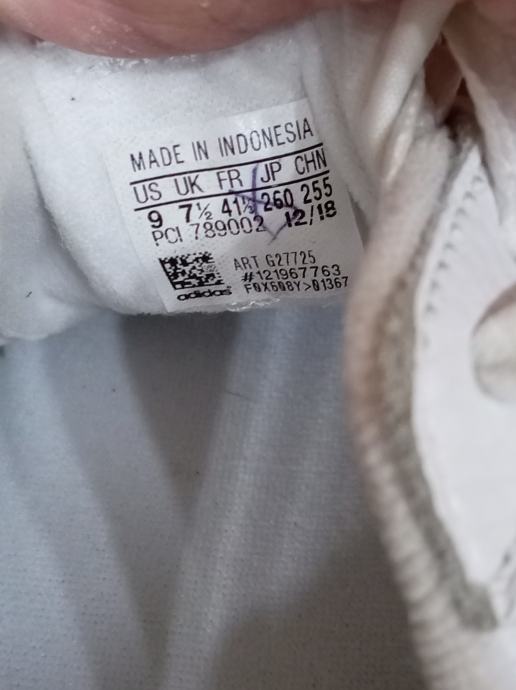 MADE IN INDONESIA
US UK FR JP CHN
9 7½ 41⅓ 260 255
PCI 789002 12/18
ART G27725
#121967763
adidas F0X608Y>01367